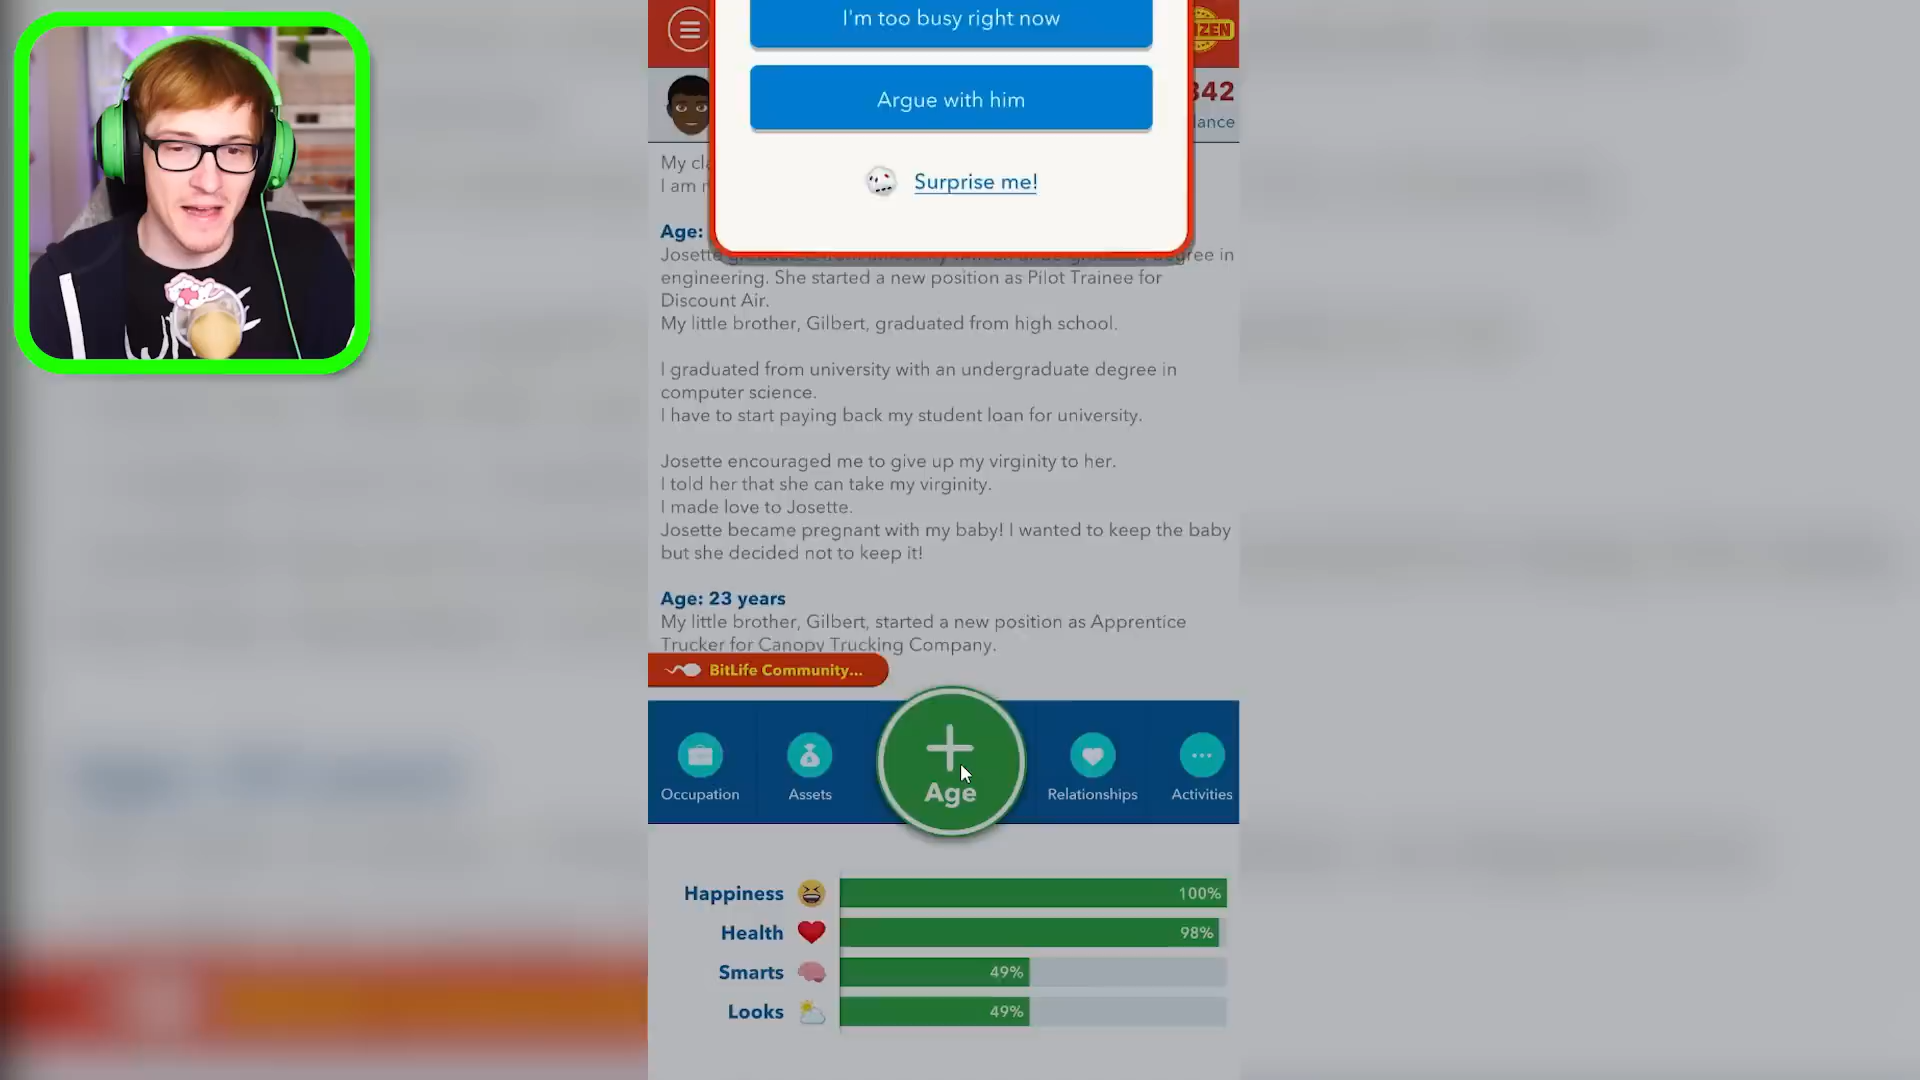 I'm too busy right now
IZEN
Argue with him
342
lance
Surprise me!
My cla
I am
Age:
Josette
engineering. She started a new position as Pilot Trainee for
Discount Air.
My little brother, Gilbert, graduated from high school.
I graduated from university with an undergraduate degree in
computer science.
I have to start paying back my student loan for university.
Josette encouraged me to give up my virginity to her.
I told her that she can take my virginity.
I made love to Josette.
Josette became pregnant with my baby! I wanted to keep the baby
but she decided not to keep it!
Age: 23 years
My little brother, Gilbert, started a new position as Apprentice
Trucker for Canopy Trucking Company.
BitLife Community...
+
Age
Occupation
Assets
Relationships
Activities
Happiness 100%
Health 98%
Smarts 49%
Looks 49%